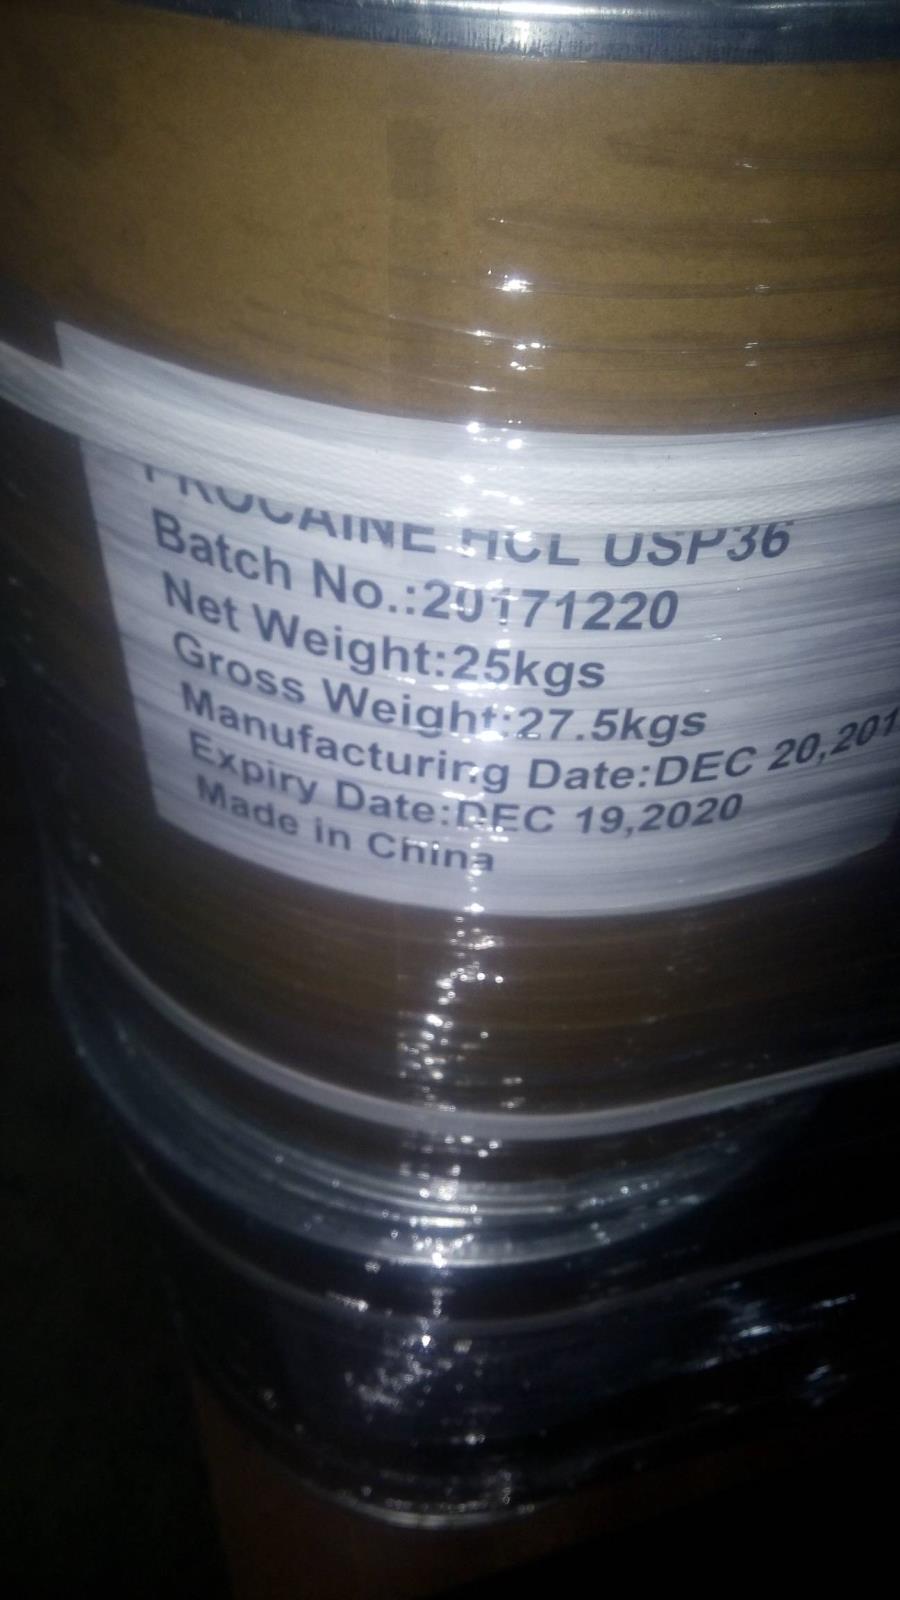 PROCAINE HCL USP36
Batch No.:20171220
Net Weight:25kgs
Gross Weight:27.5kgs
Manufacturing Date:DEC 20,201
Expiry Date:DEC 19,2020
Made in China